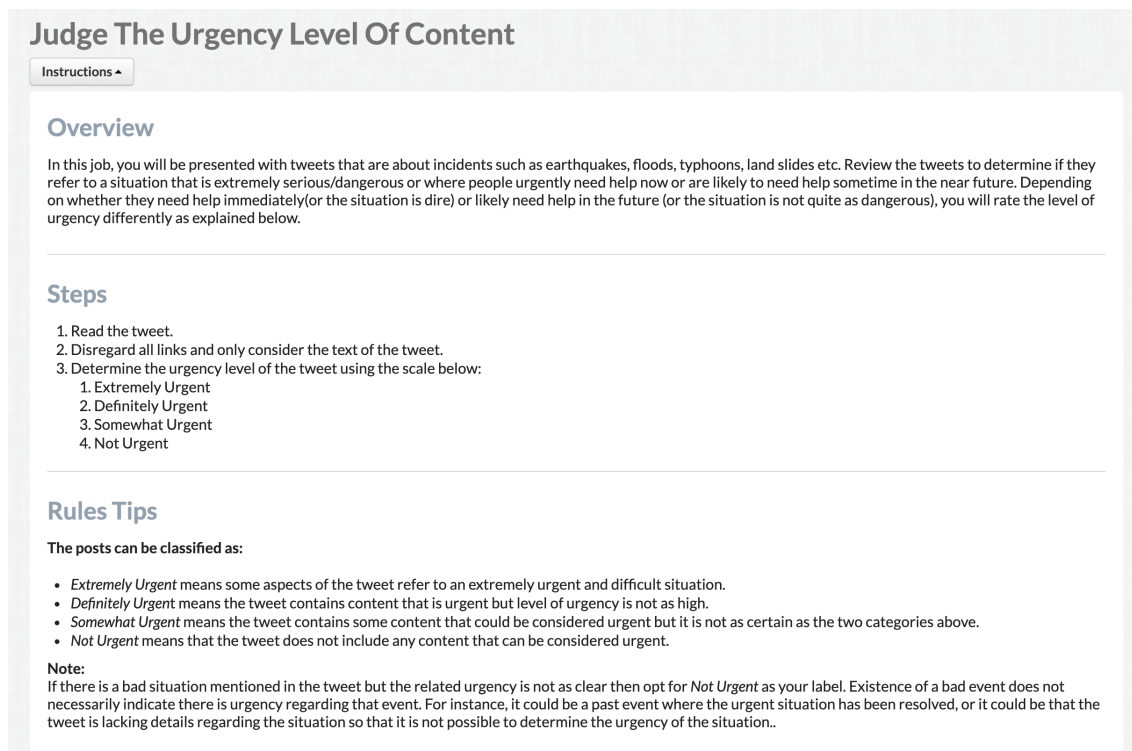 Judge The Urgency Level Of Content
Instructions
Overview
In this job, you will be presented with tweets that are about incidents such as earthquakes, floods, typhoons, land slides etc. Review the tweets to determine if they
refer to a situation that is extremely serious/dangerous or where people urgently need help now or are likely to need help sometime in the near future. Depending
on whether they need help immediately(or the situation is dire) or likely need help in the future (or the situation is not quite as dangerous), you will rate the level of
urgency differently as explained below.
Steps
1. Read the tweet.
2. Disregard all links and only consider the text of the tweet.
3. Determine the urgency level of the tweet using the scale below:
1. Extremely Urgent
2. Definitely Urgent
3. Somewhat Urgent
4. Not Urgent
Rules Tips
The posts can be classified as:
• Extremely Urgent means some aspects of the tweet refer to an extremely urgent and difficult situation.
• Definitely Urgent means the tweet contains content that is urgent but level of urgency is not as high.
• Somewhat Urgent means the tweet contains some content that could be considered urgent but it is not as certain as the two categories above.
• Not Urgent means that the tweet does not include any content that can be considered urgent.
Note:
If there is a bad situation mentioned in the tweet but the related urgency is not as clear then opt for Not Urgent as your label. Existence of a bad event does not
necessarily indicate there is urgency regarding that event. For instance, it could be a past event where the urgent situation has been resolved, or it could be that the
tweet is lacking details regarding the situation so that it is not possible to determine the urgency of the situation..